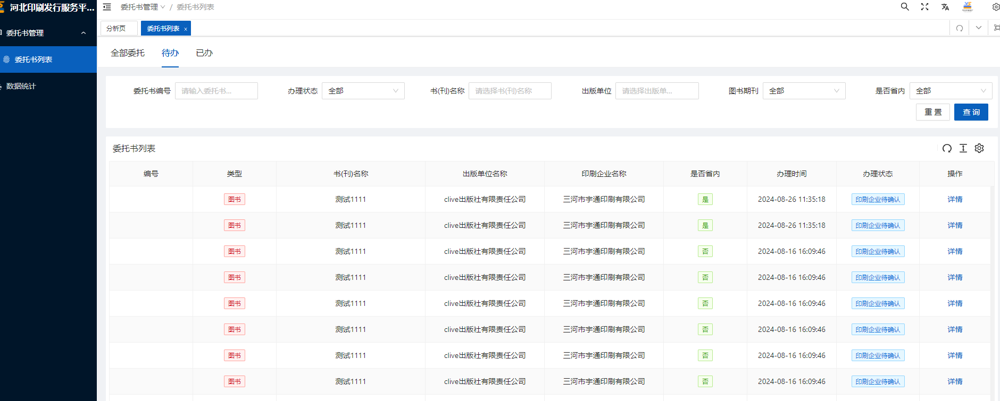 河北印刷发行服务平... 委托书管理 / 委托书列表
分析页 委托书列表 ×
委托书管理
委托书列表
数据统计
全部委托 待办 已办
委托书编号 请输入委托书... 办理状态 全部 书(刊)名称 请选择书(刊)名称 出版单位 请选择出版单... 图书期刊 全部 是否省内 全部
重 置 查 询
委托书列表
编号 类型 书(刊)名称 出版单位名称 印刷企业名称 是否省内 办理时间 办理状态 操作
图书 测试1111 clive出版社有限责任公司 三河市宇通印刷有限公司 是 2024-08-26 11:35:18 印刷企业待确认 详情
图书 测试1111 clive出版社有限责任公司 三河市宇通印刷有限公司 是 2024-08-26 11:35:18 印刷企业待确认 详情
图书 测试1111 clive出版社有限责任公司 三河市宇通印刷有限公司 否 2024-08-16 16:09:46 印刷企业待确认 详情
图书 测试1111 clive出版社有限责任公司 三河市宇通印刷有限公司 否 2024-08-16 16:09:46 印刷企业待确认 详情
图书 测试1111 clive出版社有限责任公司 三河市宇通印刷有限公司 否 2024-08-16 16:09:46 印刷企业待确认 详情
图书 测试1111 clive出版社有限责任公司 三河市宇通印刷有限公司 否 2024-08-16 16:09:46 印刷企业待确认 详情
图书 测试1111 clive出版社有限责任公司 三河市宇通印刷有限公司 否 2024-08-16 16:09:46 印刷企业待确认 详情
图书 测试1111 clive出版社有限责任公司 三河市宇通印刷有限公司 否 2024-08-16 16:09:46 印刷企业待确认 详情